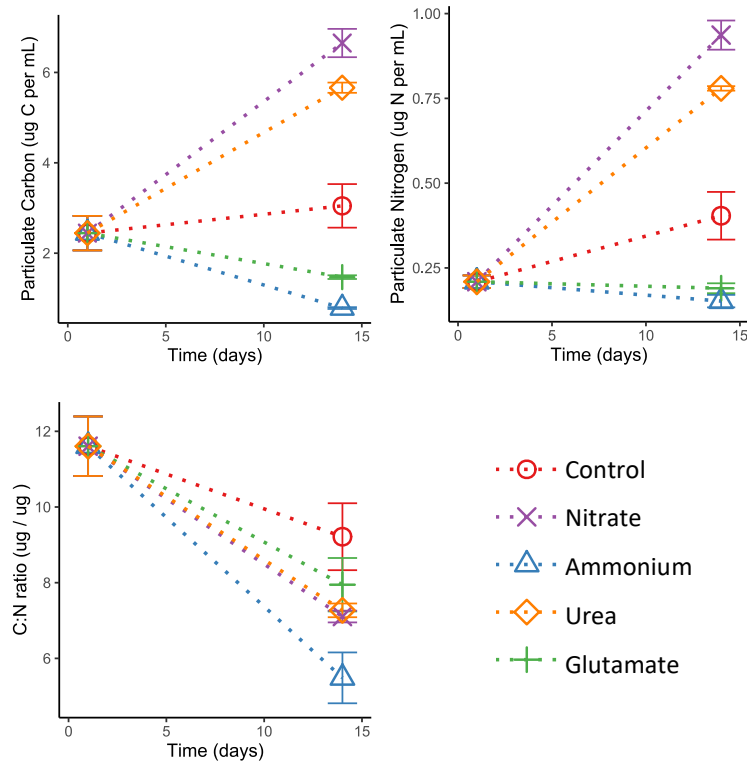 Particulate Carbon (ug C per mL)
6
4
2
0
5
10
15
Time (days)
Particulate Nitrogen (ug N per mL)
1.00
0.75
0.50
0.25
0
5
10
15
Time (days)
C:N ratio (ug / ug )
12
10
8
6
0
5
10
15
Time (days)
Control
Nitrate
Ammonium
Urea
Glutamate